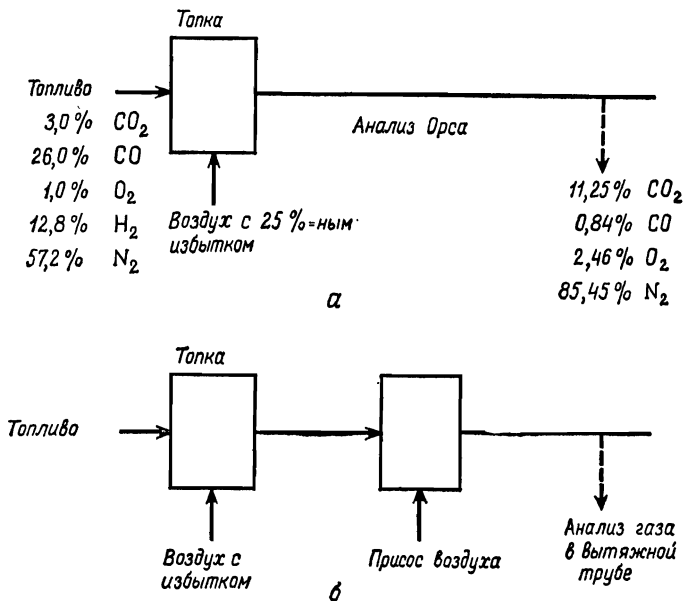 Топка
Топливо
3,0 % CO₂
26,0 % CO
1,0 % O₂
12,8 % H₂
57,2 % N₂
Воздух с 25 %=ным
избытком
Анализ Орса
11,25 % CO₂
0,84% CO
2,46 % O₂
85,45 % N₂
а
Топка
Топливо
Воздух с
избытком
Присос воздуха
Анализ газа
в вытяжной
трубе
б